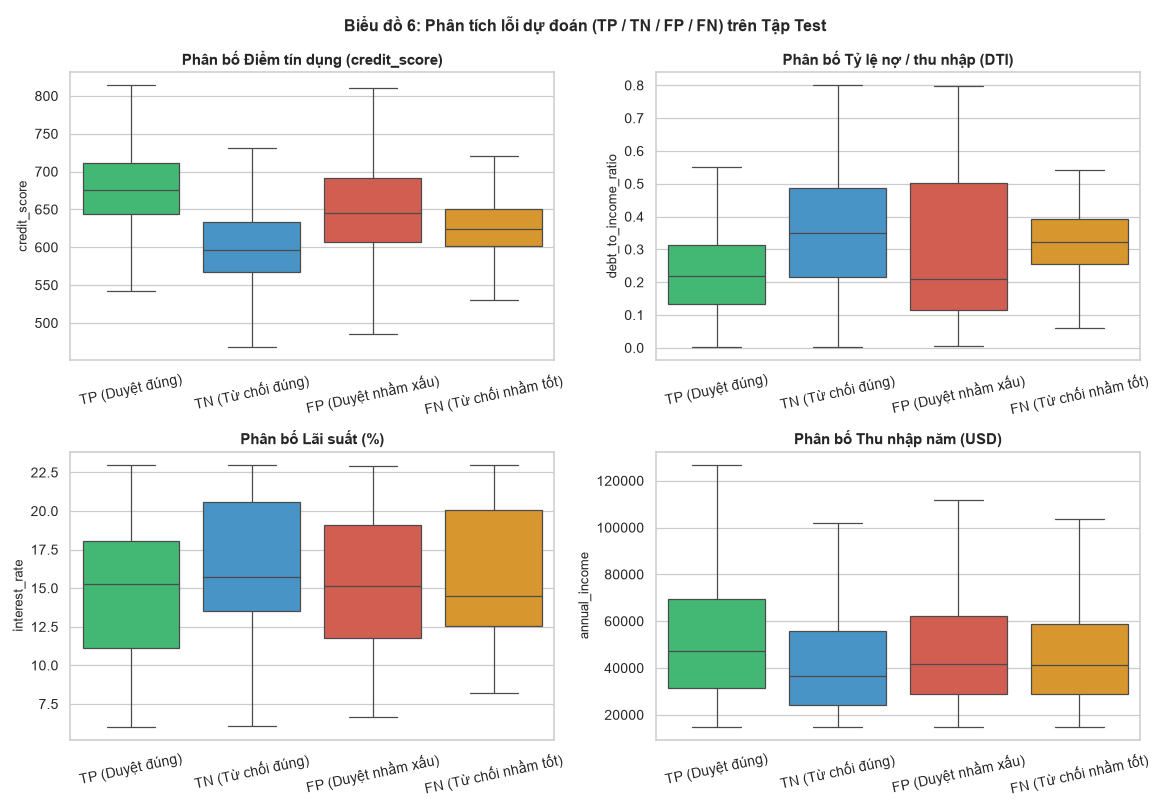 Biểu đồ 6: Phân tích lỗi dự đoán (TP / TN / FP / FN) trên Tập Test
Phân bố Điểm tín dụng (credit_score)
credit_score
800
750
700
650
600
550
500
TP (Duyệt đúng)
TN (Từ chối đúng)
FP (Duyệt nhầm xấu)
FN (Từ chối nhầm tốt)
Phân bố Tỷ lệ nợ / thu nhập (DTI)
debt_to_income_ratio
0.8
0.7
0.6
0.5
0.4
0.3
0.2
0.1
0.0
TP (Duyệt đúng)
TN (Từ chối đúng)
FP (Duyệt nhầm xấu)
FN (Từ chối nhầm tốt)
Phân bố Lãi suất (%)
interest_rate
22.5
20.0
17.5
15.0
12.5
10.0
7.5
TP (Duyệt đúng)
TN (Từ chối đúng)
FP (Duyệt nhầm xấu)
FN (Từ chối nhầm tốt)
Phân bố Thu nhập năm (USD)
annual_income
120000
100000
80000
60000
40000
20000
TP (Duyệt đúng)
TN (Từ chối đúng)
FP (Duyệt nhầm xấu)
FN (Từ chối nhầm tốt)